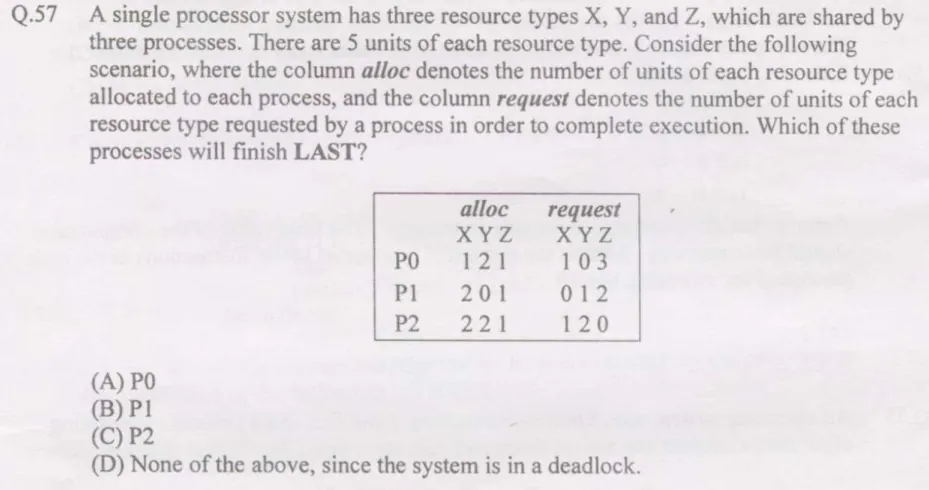 Q.57 A single processor system has three resource types X, Y, and Z, which are shared by
three processes. There are 5 units of each resource type. Consider the following
scenario, where the column alloc denotes the number of units of each resource type
allocated to each process, and the column request denotes the number of units of each
resource type requested by a process in order to complete execution. Which of these
processes will finish LAST?
alloc request
X Y Z X Y Z
P0 1 2 1 1 0 3
P1 2 0 1 0 1 2
P2 2 2 1 1 2 0
(A) P0
(B) P1
(C) P2
(D) None of the above, since the system is in a deadlock.